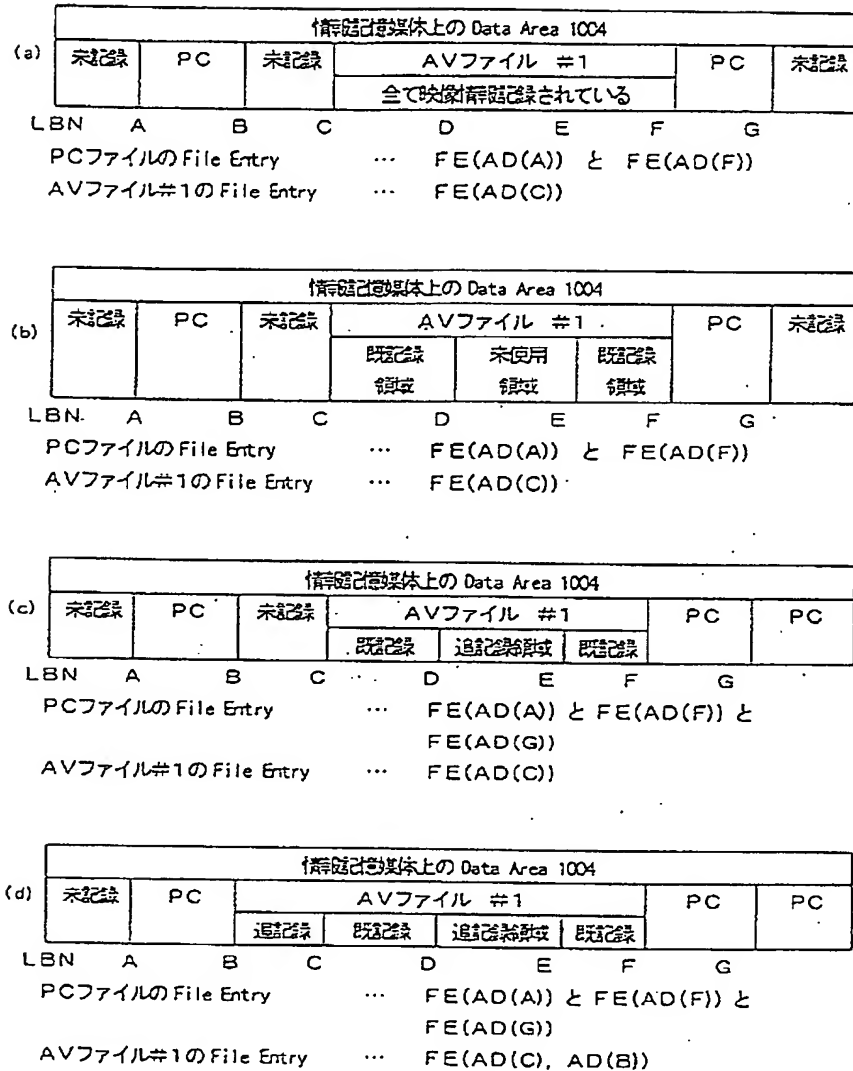 情報記憶媒体上の Data Area 1004
(a) 未記録 PC 未記録 AVファイル #1 PC 未記録
全て映像情報記録されている
LBN A B C D E F G
PCファイルの File Entry … FE(AD(A)) と FE(AD(F))
AVファイル#1の File Entry … FE(AD(C))
情報記憶媒体上の Data Area 1004
(b) 未記録 PC 未記録 AVファイル #1 PC 未記録
既記録 未使用 既記録
領域 領域 領域
LBN A B C D E F G
PCファイルの File Entry … FE(AD(A)) と FE(AD(F))
AVファイル#1の File Entry … FE(AD(C))
情報記憶媒体上の Data Area 1004
(c) 未記録 PC 未記録 AVファイル #1 PC PC
既記録 追記録領域 既記録
LBN A B C D E F G
PCファイルの File Entry … FE(AD(A)) と FE(AD(F)) と
FE(AD(G))
AVファイル#1の File Entry … FE(AD(C))
情報記憶媒体上の Data Area 1004
(d) 未記録 PC AVファイル #1 PC PC
追記録 既記録 追記録領域 既記録
LBN A B C D E F G
PCファイルの File Entry … FE(AD(A)) と FE(AD(F)) と
FE(AD(G))
AVファイル#1の File Entry … FE(AD(C), AD(B))